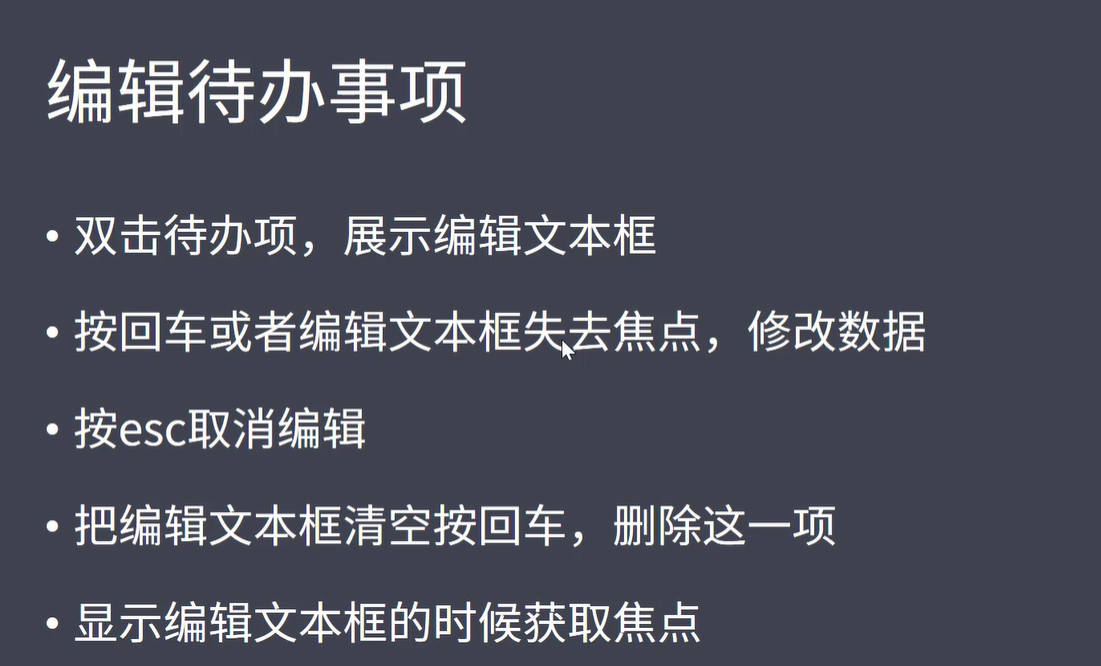 编辑待办事项
• 双击待办项，展示编辑文本框
• 按回车或者编辑文本框失去焦点，修改数据
• 按esc取消编辑
• 把编辑文本框清空按回车，删除这一项
• 显示编辑文本框的时候获取焦点